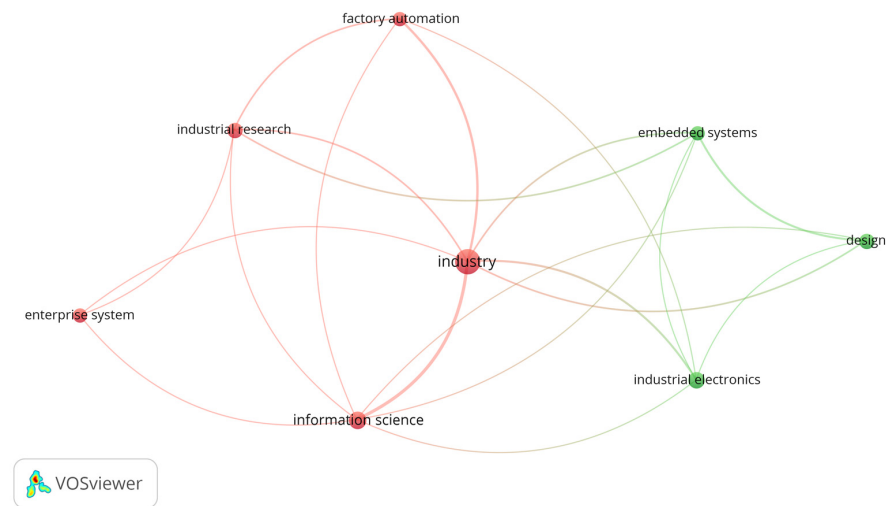 factory automation
industrial research
embedded systems
design
industry
enterprise system
industrial electronics
information science
VOSviewer